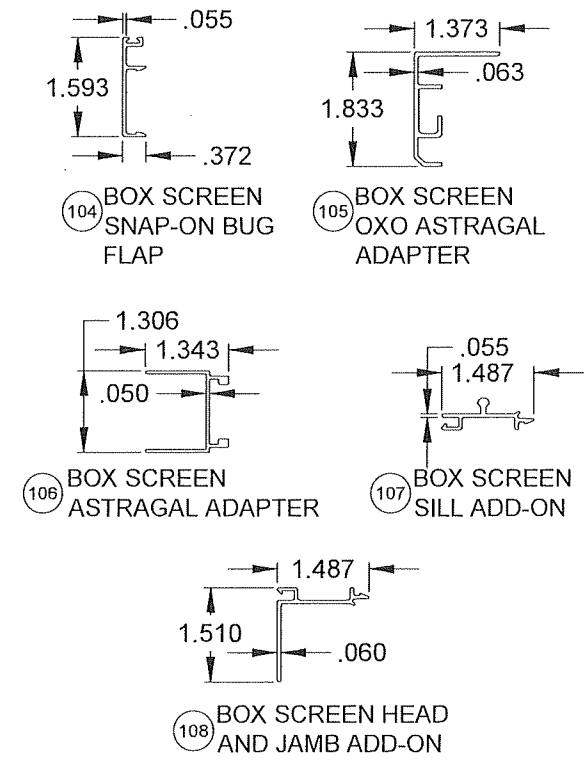 .055
1.593
.372
104 BOX SCREEN
SNAP-ON BUG
FLAP
1.373
.063
1.833
105 BOX SCREEN
OXO ASTRAGAL
ADAPTER
1.306
1.343
.050
106 BOX SCREEN
ASTRAGAL ADAPTER
.055
1.487
107 BOX SCREEN
SILL ADD-ON
1.487
1.510
.060
108 BOX SCREEN HEAD
AND JAMB ADD-ON